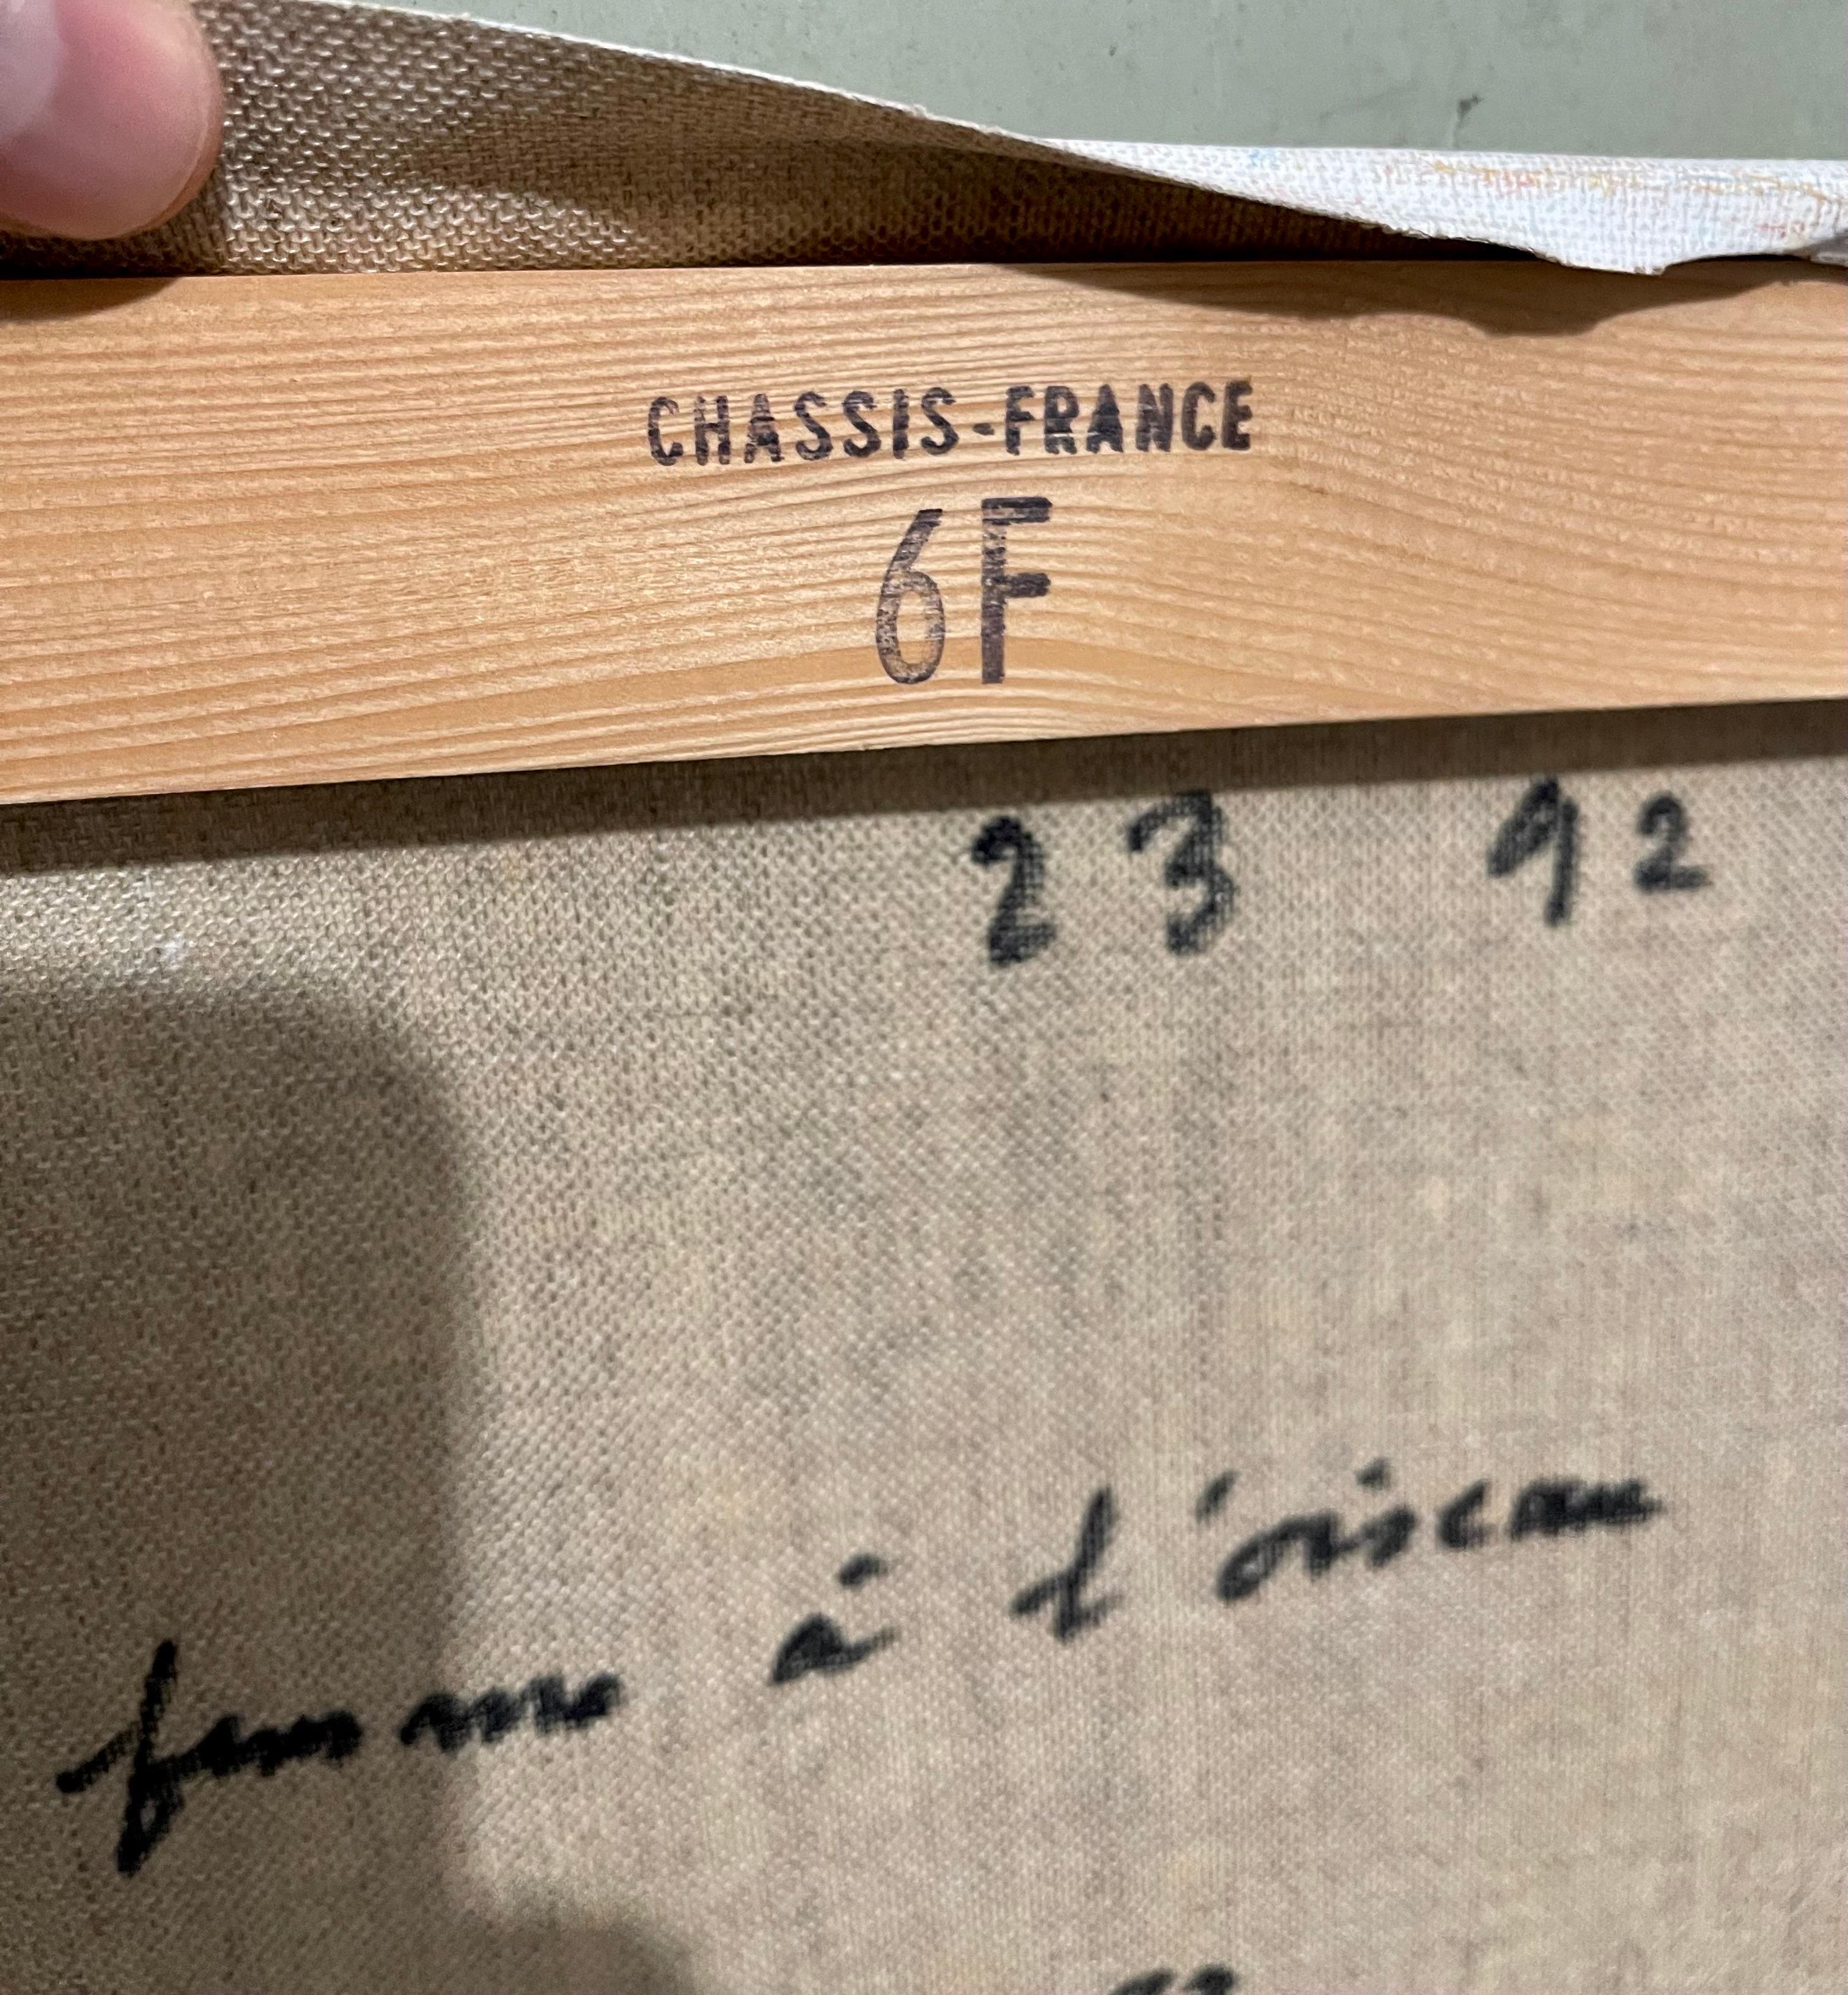 CHASSIS-FRANCE
6F
23 92
femme à l'oiseau